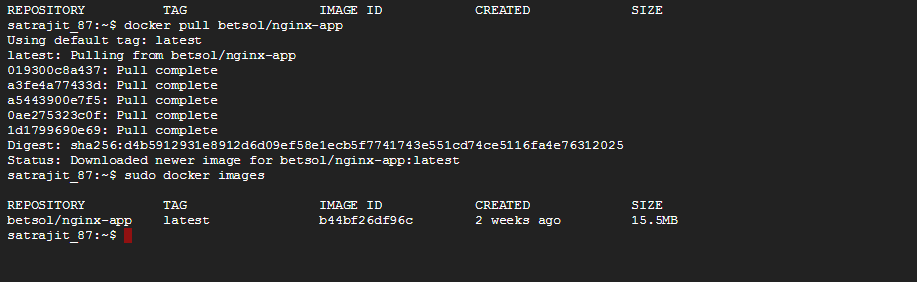 REPOSITORY TAG IMAGE ID CREATED SIZE
satrajit_87:~$ docker pull betsol/nginx-app
Using default tag: latest
latest: Pulling from betsol/nginx-app
019300c8a437: Pull complete
a3fe4a77433d: Pull complete
a5443900e7f5: Pull complete
0ae275323c0f: Pull complete
1d1799690e69: Pull complete
Digest: sha256:d4b5912931e8912d6d09ef58e1ecb5f7741743e551cd74ce5116fa4e76312025
Status: Downloaded newer image for betsol/nginx-app:latest
satrajit_87:~$ sudo docker images
REPOSITORY TAG IMAGE ID CREATED SIZE
betsol/nginx-app latest b44bf26df96c 2 weeks ago 15.5MB
satrajit_87:~$